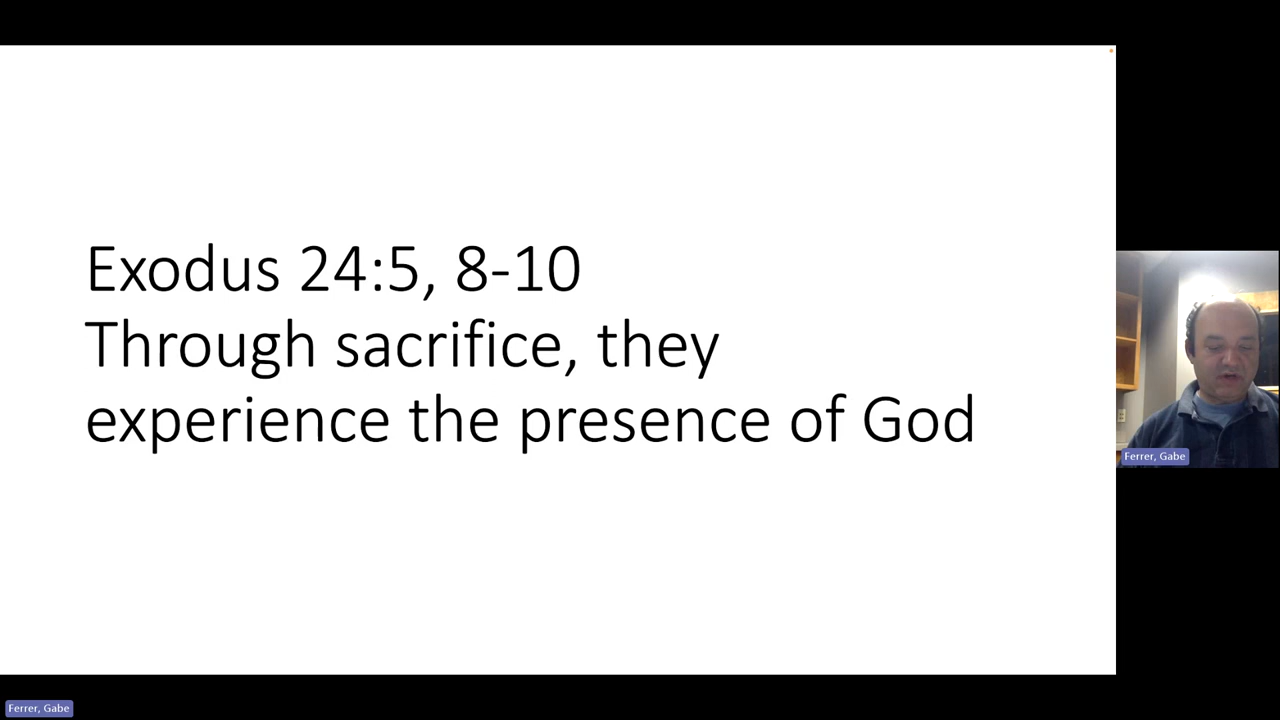 Exodus 24:5, 8-10
Through sacrifice, they
experience the presence of God
Ferrer, Gabe
Ferrer, Gabe